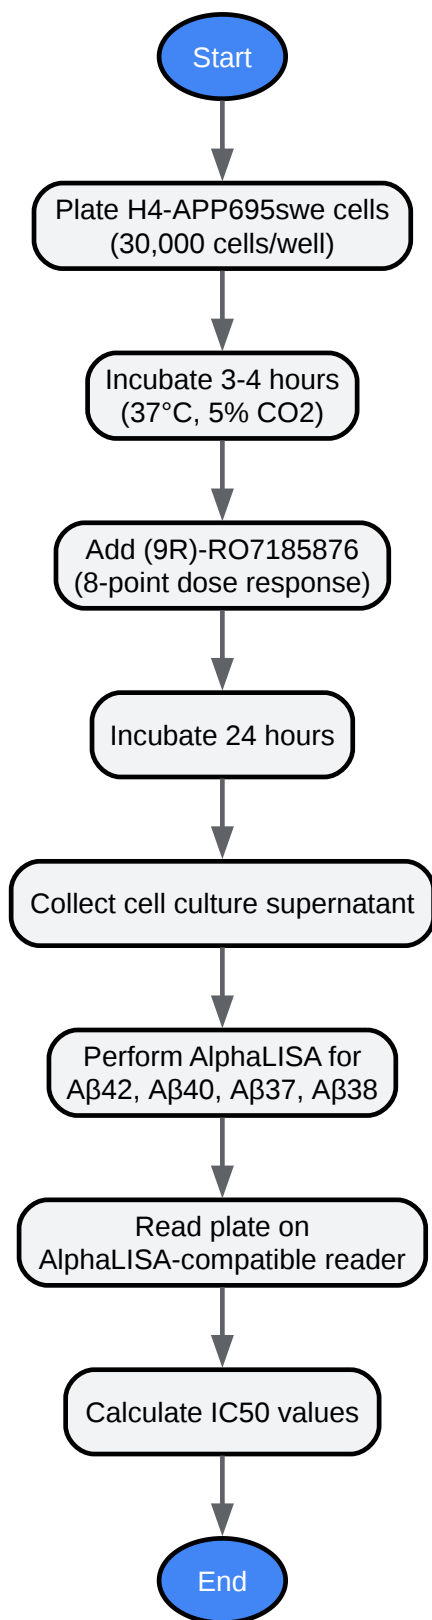 Start
Plate H4-APP695swe cells
(30,000 cells/well)
Incubate 3-4 hours
(37°C, 5% CO2)
Add (9R)-RO7185876
(8-point dose response)
Incubate 24 hours
Collect cell culture supernatant
Perform AlphaLISA for
Aβ42, Aβ40, Aβ37, Aβ38
Read plate on
AlphaLISA-compatible reader
Calculate IC50 values
End